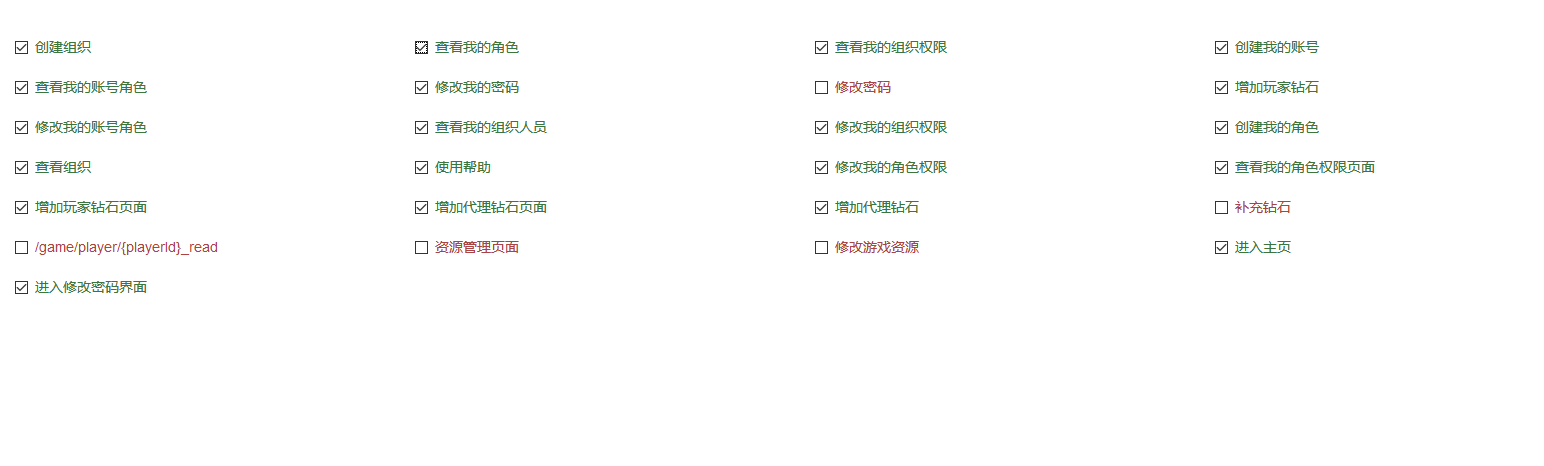 创建组织 查看我的角色 查看我的组织权限 创建我的账号
查看我的账号角色 修改我的密码 修改密码 增加玩家钻石
修改我的账号角色 查看我的组织人员 修改我的组织权限 创建我的角色
查看组织 使用帮助 修改我的角色权限 查看我的角色权限页面
增加玩家钻石页面 增加代理钻石页面 增加代理钻石 补充钻石
/game/player/{playerId}_read 资源管理页面 修改游戏资源 进入主页
进入修改密码界面